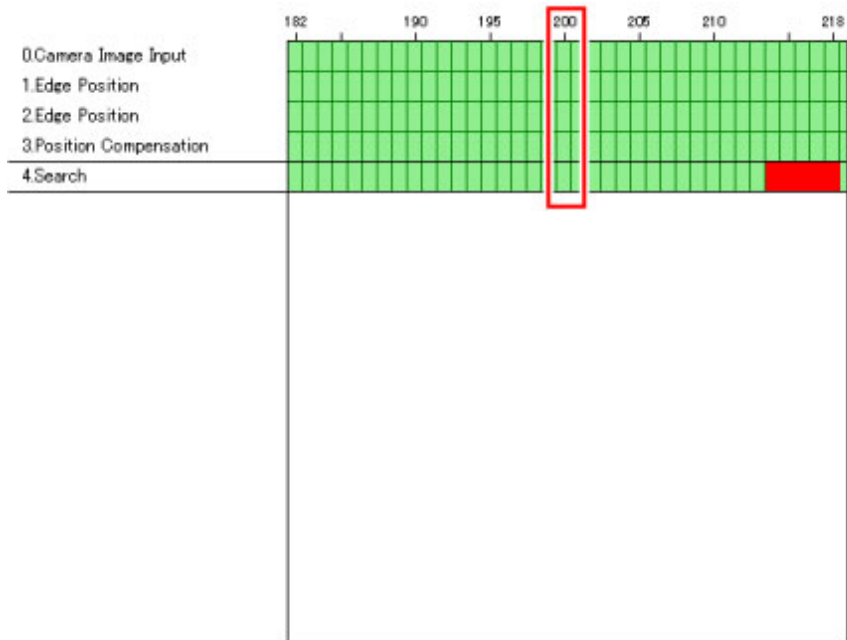 182 190 195 200 205 210 218
0.Camera Image Input
1.Edge Position
2.Edge Position
3.Position Compensation
4.Search